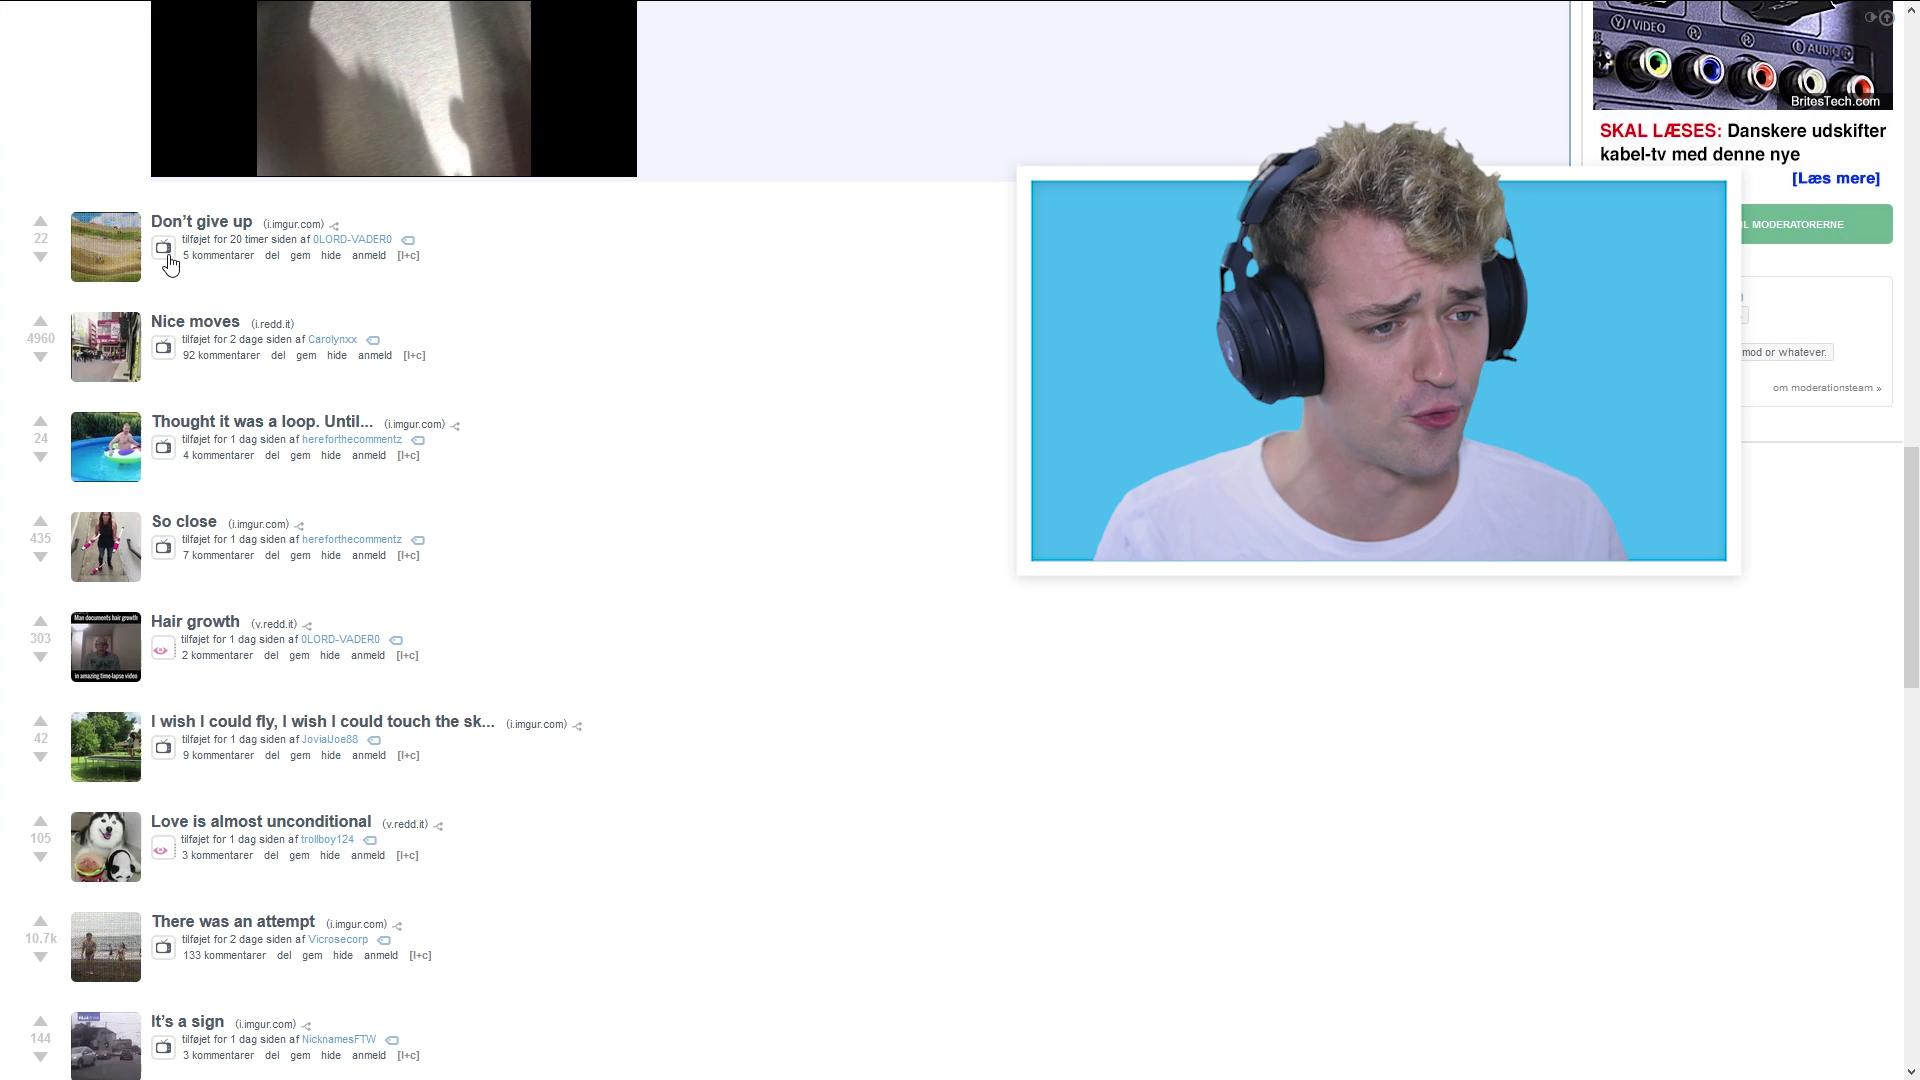 Y/VIDEO
AUDIO
BritesTech.com
SKAL LÆSES: Danskere udskifter
kabel-tv med denne nye
[Læs mere]
L MODERATORERNE
mod or whatever.
om moderationsteam »
22
Don’t give up (i.imgur.com)
tilføjet for 20 timer siden af 0LORD-VADER0
5 kommentarer del gem hide anmeld [l+c]
4960
Nice moves (i.redd.it)
tilføjet for 2 dage siden af Carolynxx
92 kommentarer del gem hide anmeld [l+c]
24
Thought it was a loop. Until... (i.imgur.com)
tilføjet for 1 dag siden af hereforthecommentz
4 kommentarer del gem hide anmeld [l+c]
435
So close (i.imgur.com)
tilføjet for 1 dag siden af hereforthecommentz
7 kommentarer del gem hide anmeld [l+c]
303
Man documents hair growth
in amazing time-lapse video
Hair growth (v.redd.it)
tilføjet for 1 dag siden af 0LORD-VADER0
2 kommentarer del gem hide anmeld [l+c]
42
I wish I could fly, I wish I could touch the sk... (i.imgur.com)
tilføjet for 1 dag siden af JovialJoe88
9 kommentarer del gem hide anmeld [l+c]
105
Love is almost unconditional (v.redd.it)
tilføjet for 1 dag siden af trollboy124
3 kommentarer del gem hide anmeld [l+c]
10.7k
There was an attempt (i.imgur.com)
tilføjet for 2 dage siden af Vicrosecorp
133 kommentarer del gem hide anmeld [l+c]
144
It’s a sign (i.imgur.com)
tilføjet for 1 dag siden af NicknamesFTW
3 kommentarer del gem hide anmeld [l+c]